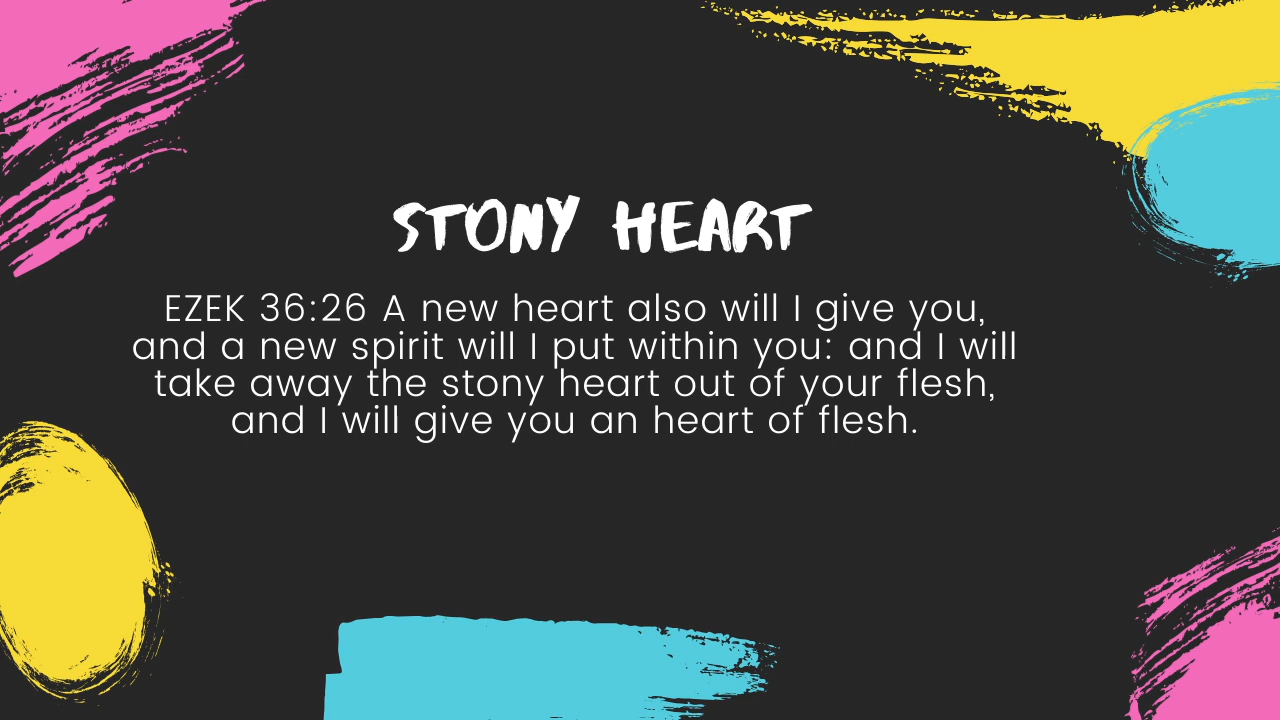 STONY HEART
EZEK 36:26 A new heart also will I give you,
and a new spirit will I put within you: and I will
take away the stony heart out of your flesh,
and I will give you an heart of flesh.